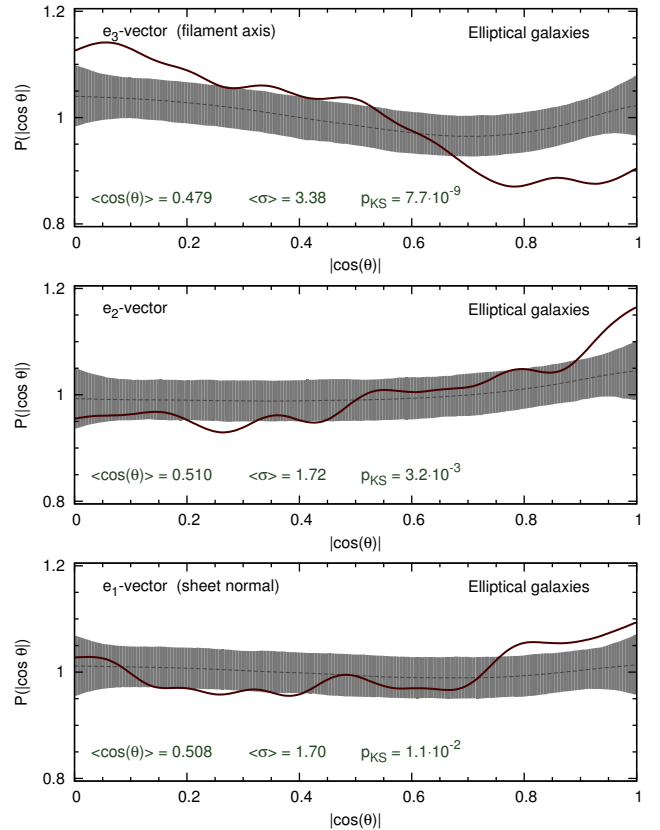 1.2
e3-vector (filament axis)
Elliptical galaxies
P(|cos θ|)
1.0
<cos(θ)> = 0.479 <σ> = 3.38 pKS = 7.7·10-9
0.8
0 0.2 0.4 0.6 0.8 1
|cos(θ)|
1.2
e2-vector
Elliptical galaxies
P(|cos θ|)
1.0
<cos(θ)> = 0.510 <σ> = 1.72 pKS = 3.2·10-3
0.8
0 0.2 0.4 0.6 0.8 1
|cos(θ)|
1.2
e1-vector (sheet normal)
Elliptical galaxies
P(|cos θ|)
1.0
<cos(θ)> = 0.508 <σ> = 1.70 pKS = 1.1·10-2
0.8
0 0.2 0.4 0.6 0.8 1
|cos(θ)|